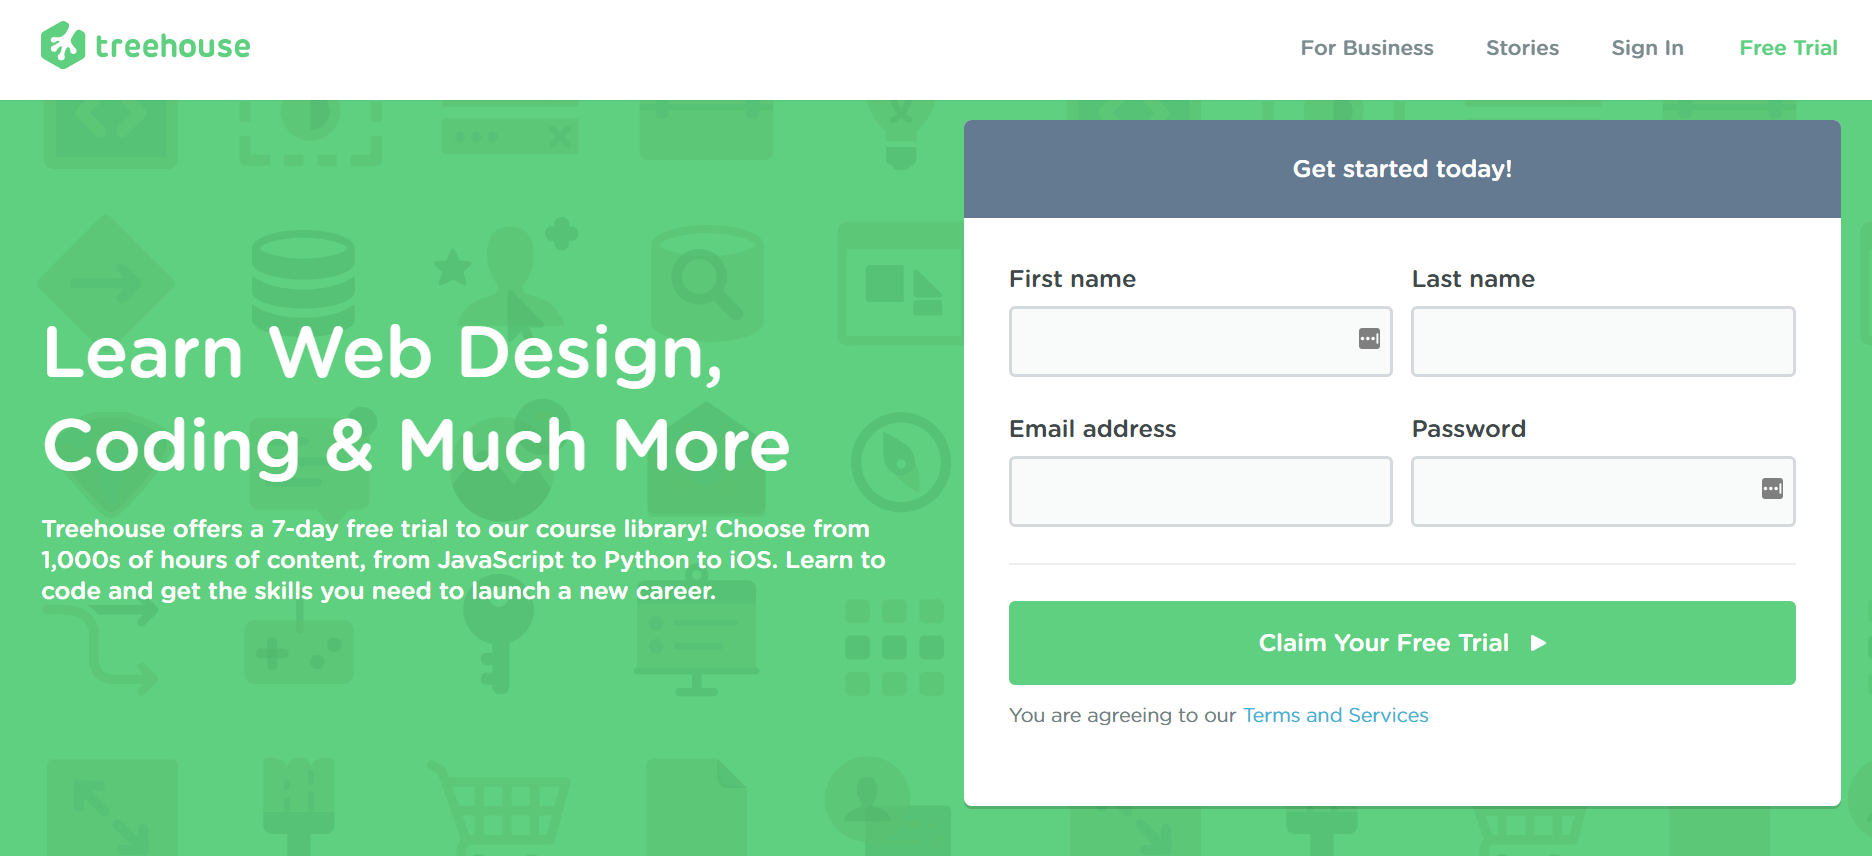 treehouse
For Business
Stories
Sign In
Free Trial
Learn Web Design,
Coding & Much More
Treehouse offers a 7-day free trial to our course library! Choose from
1,000s of hours of content, from JavaScript to Python to iOS. Learn to
code and get the skills you need to launch a new career.
Get started today!
First name
Last name
Email address
Password
Claim Your Free Trial
You are agreeing to our Terms and Services